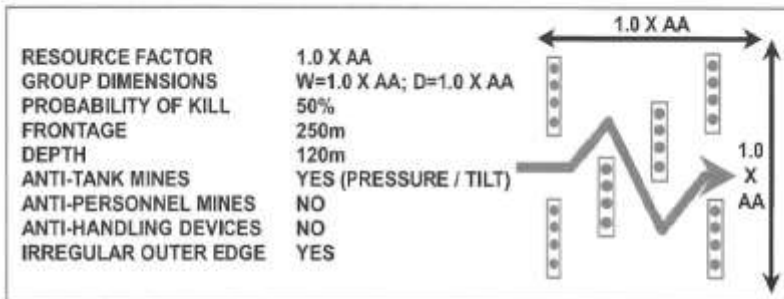 1.0 X AA
RESOURCE FACTOR 1.0 X AA
GROUP DIMENSIONS W=1.0 X AA; D=1.0 X AA
PROBABILITY OF KILL 50%
FRONTAGE 250m
DEPTH 120m
ANTI-TANK MINES YES (PRESSURE / TILT)
ANTI-PERSONNEL MINES NO
ANTI-HANDLING DEVICES NO
IRREGULAR OUTER EDGE YES
1.0
X
AA